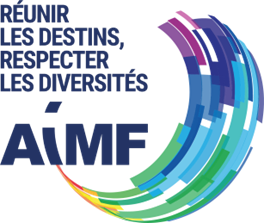 RÉUNIR
LES DESTINS,
RESPECTER
LES DIVERSITÉS
AiMF